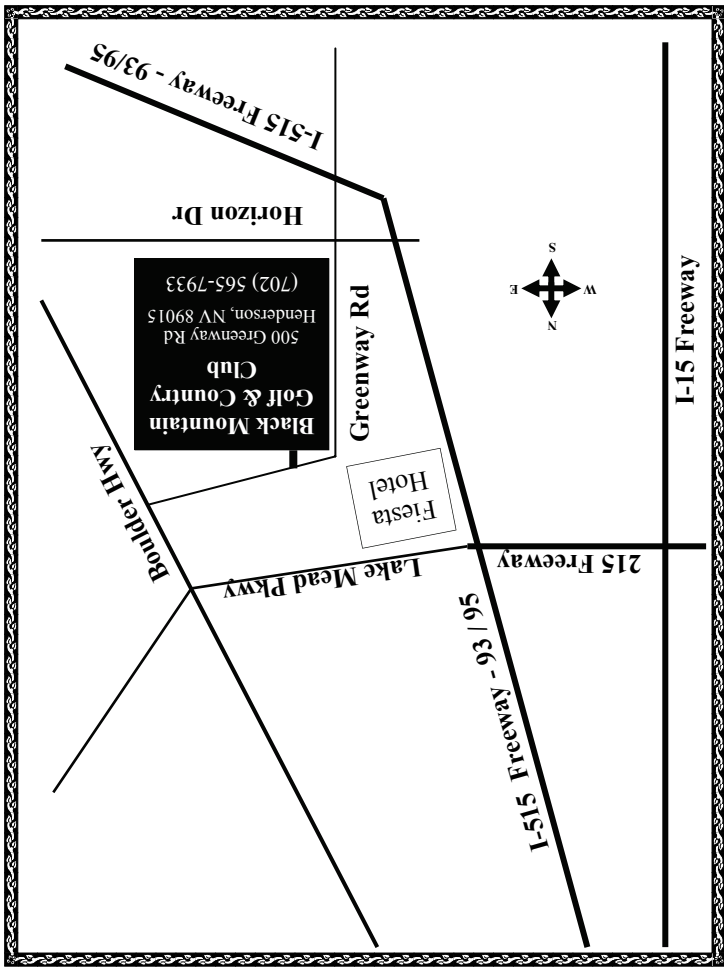 I-515 Freeway - 93 / 95
I-15 Freeway
215 Freeway
Lake Mead Pkwy
Boulder Hwy
Fiesta
Hotel
Greenway Rd
Black Mountain
Golf & Country
Club
500 Greenway Rd
Henderson, NV 89015
(702) 565-7933
N
W
E
S
Horizon Dr
I-515 Freeway - 93/95